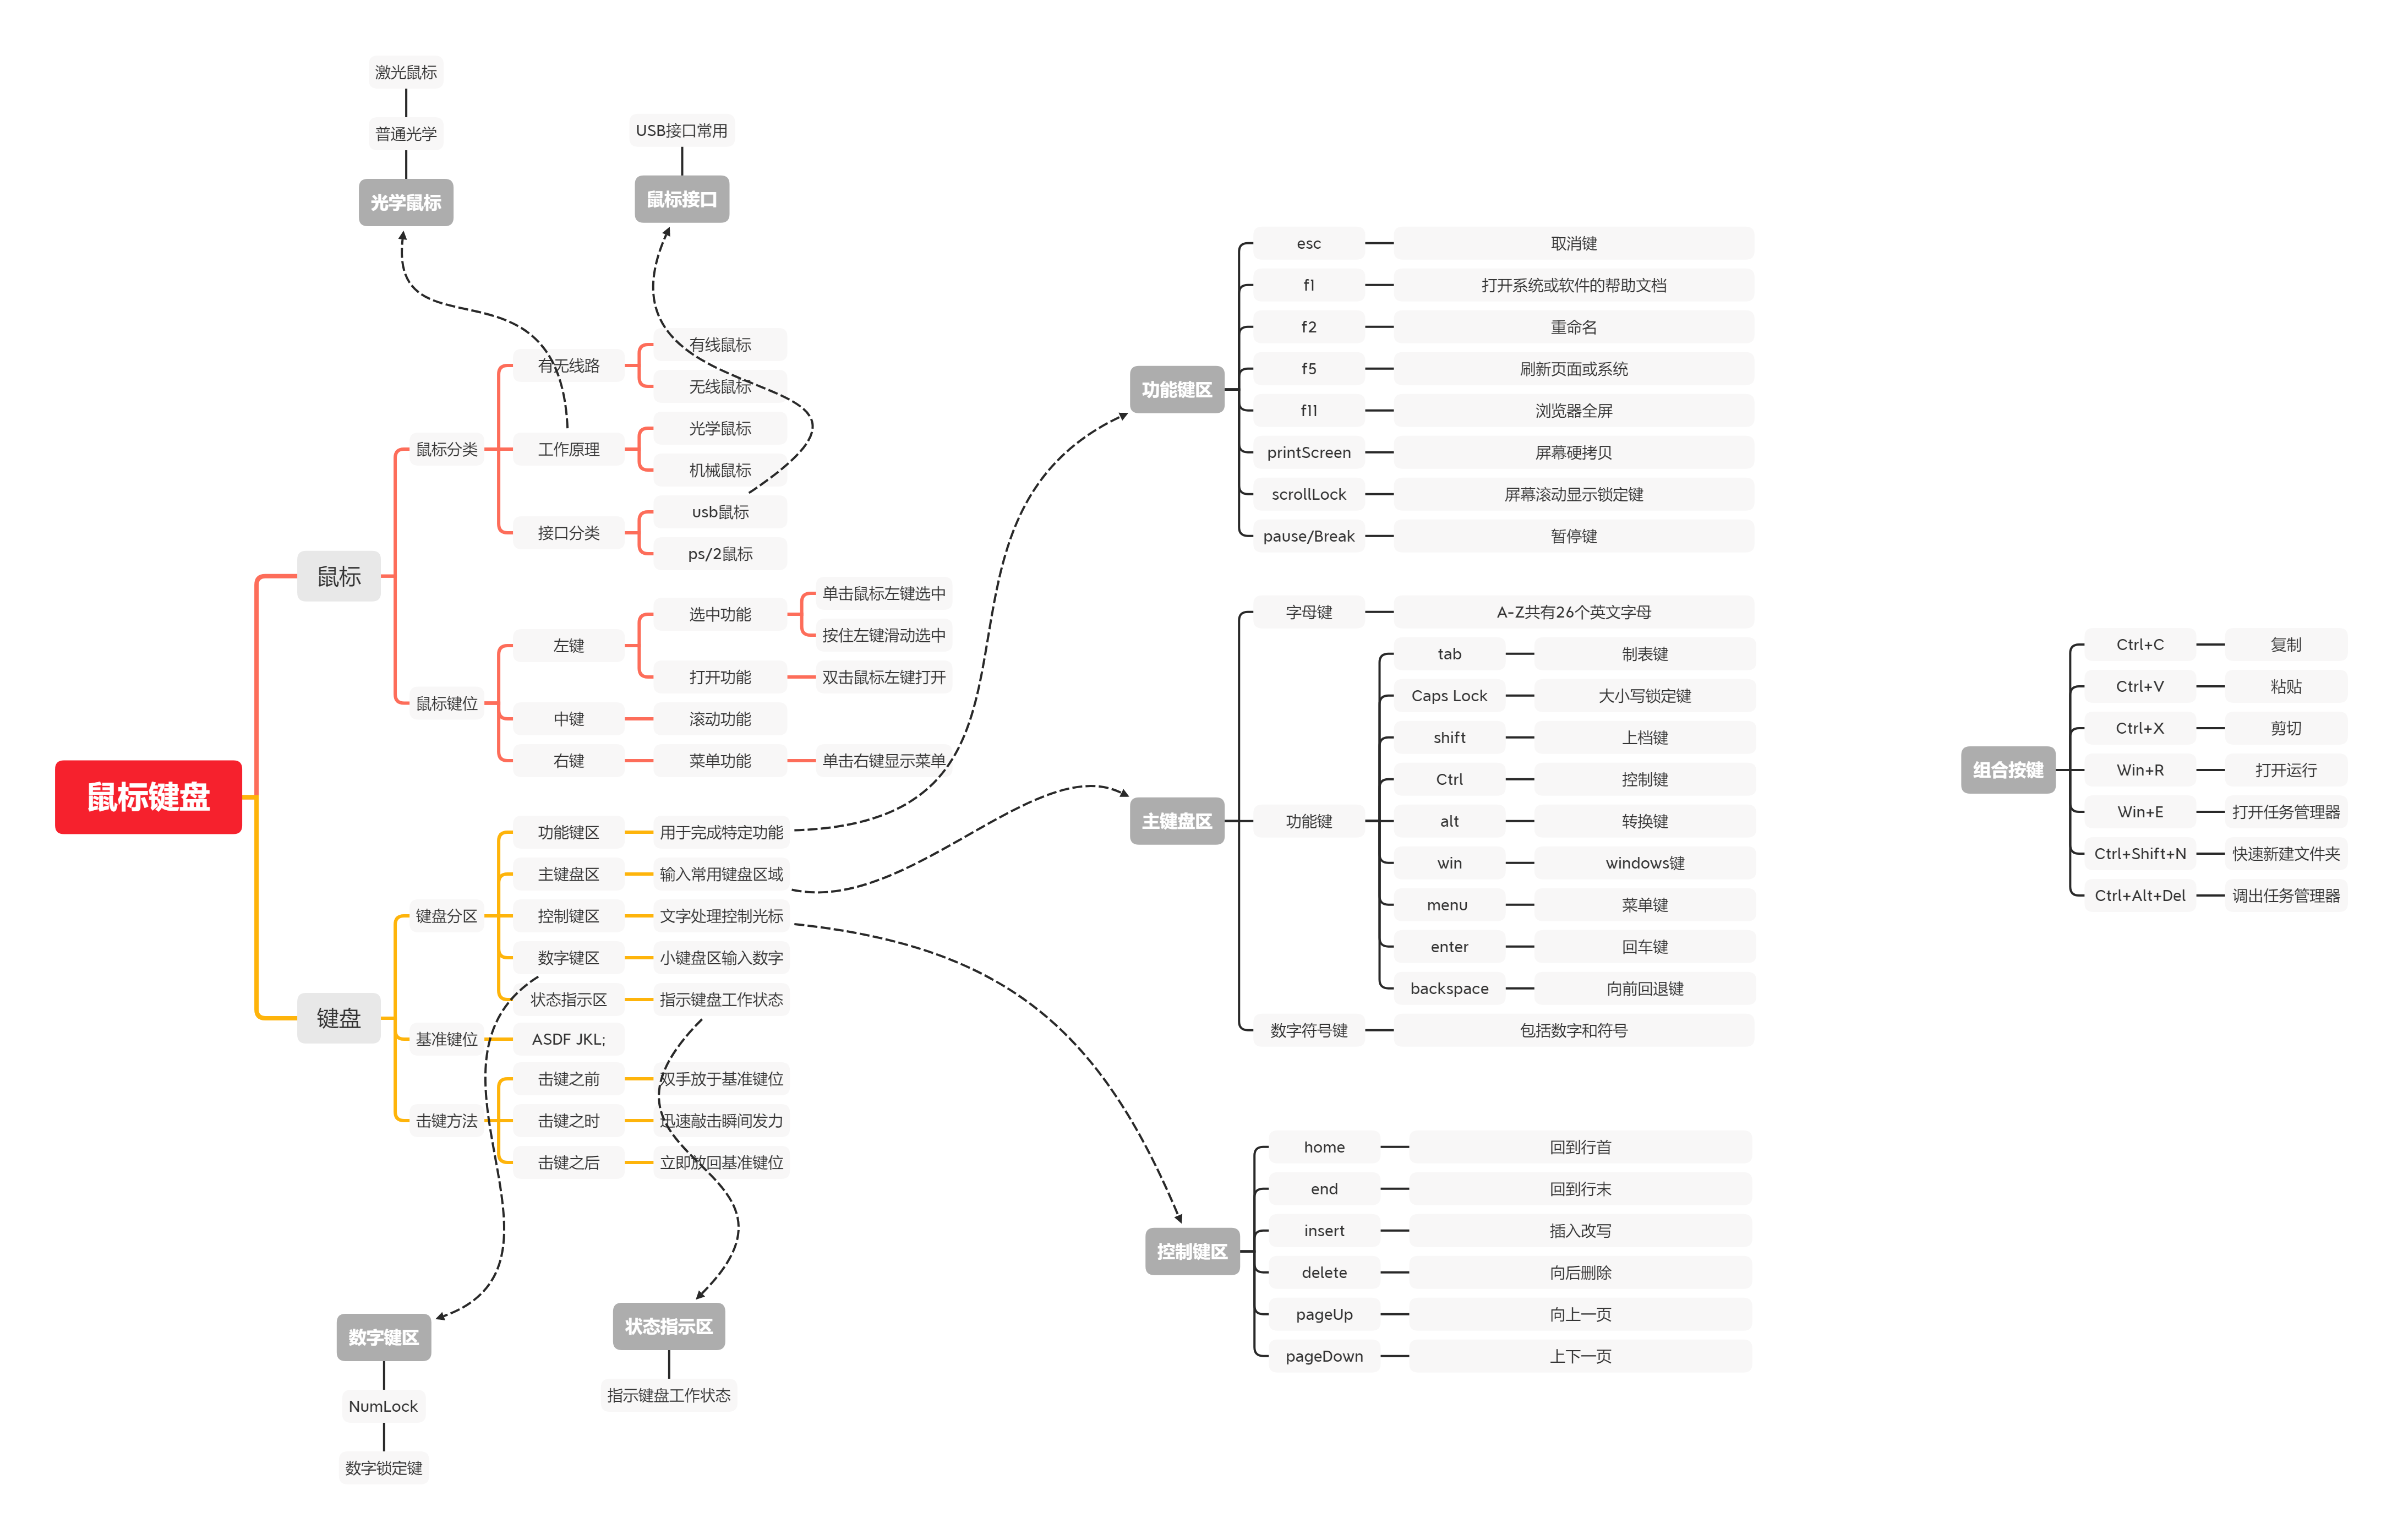 激光鼠标
普通光学
光学鼠标
USB接口常用
鼠标接口
鼠标键盘
鼠标
鼠标分类
有无线路
有线鼠标
无线鼠标
工作原理
光学鼠标
机械鼠标
接口分类
usb鼠标
ps/2鼠标
鼠标键位
左键
选中功能
单击鼠标左键选中
按住左键滑动选中
打开功能
双击鼠标左键打开
中键
滚动功能
右键
菜单功能
单击右键显示菜单
键盘
键盘分区
功能键区
用于完成特定功能
主键盘区
输入常用键盘区域
控制键区
文字处理控制光标
数字键区
小键盘区输入数字
状态指示区
指示键盘工作状态
基准键位
ASDF JKL;
击键方法
击键之前
双手放于基准键位
击键之时
迅速敲击瞬间发力
击键之后
立即放回基准键位
数字键区
NumLock
数字锁定键
状态指示区
指示键盘工作状态
功能键区
esc
取消键
f1
打开系统或软件的帮助文档
f2
重命名
f5
刷新页面或系统
f11
浏览器全屏
printScreen
屏幕硬拷贝
scrollLock
屏幕滚动显示锁定键
pause/Break
暂停键
主键盘区
字母键
A-Z共有26个英文字母
功能键
tab
制表键
Caps Lock
大小写锁定键
shift
上档键
Ctrl
控制键
alt
转换键
win
windows键
menu
菜单键
enter
回车键
backspace
向前回退键
数字符号键
包括数字和符号
控制键区
home
回到行首
end
回到行末
insert
插入改写
delete
向后删除
pageUp
向上一页
pageDown
上下一页
组合按键
Ctrl+C
复制
Ctrl+V
粘贴
Ctrl+X
剪切
Win+R
打开运行
Win+E
打开任务管理器
Ctrl+Shift+N
快速新建文件夹
Ctrl+Alt+Del
调出任务管理器